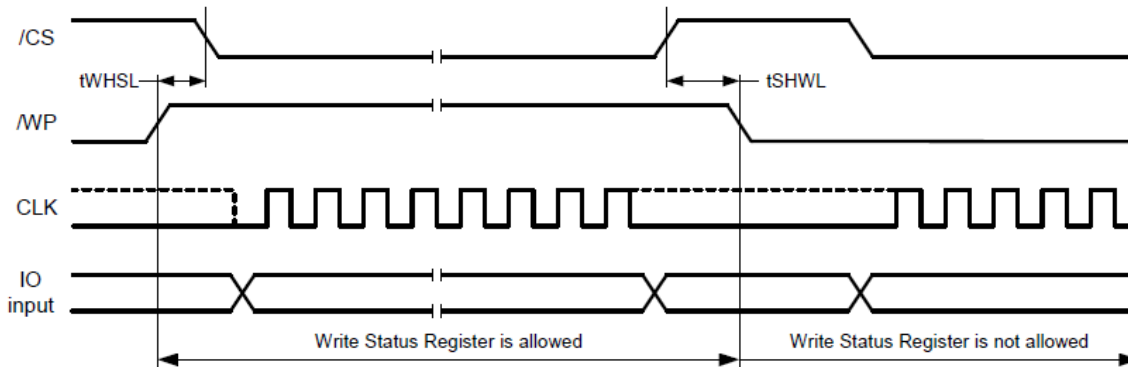 /CS
tWHSL
tSHWL
/WP
CLK
IO
input
Write Status Register is allowed
Write Status Register is not allowed